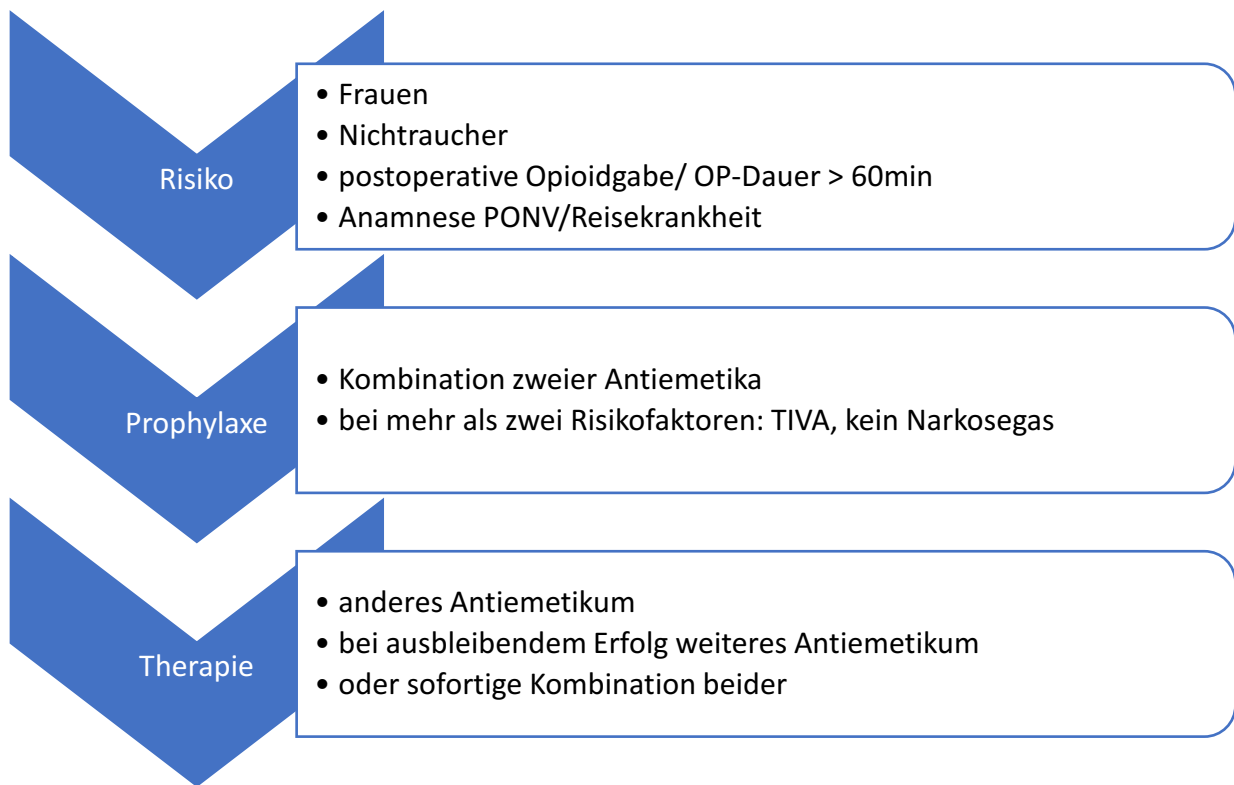 Risiko
• Frauen
• Nichtraucher
• postoperative Opioidgabe/ OP-Dauer > 60min
• Anamnese PONV/Reisekrankheit
Prophylaxe
• Kombination zweier Antiemetika
• bei mehr als zwei Risikofaktoren: TIVA, kein Narkosegas
Therapie
• anderes Antiemetikum
• bei ausbleibendem Erfolg weiteres Antiemetikum
• oder sofortige Kombination beider